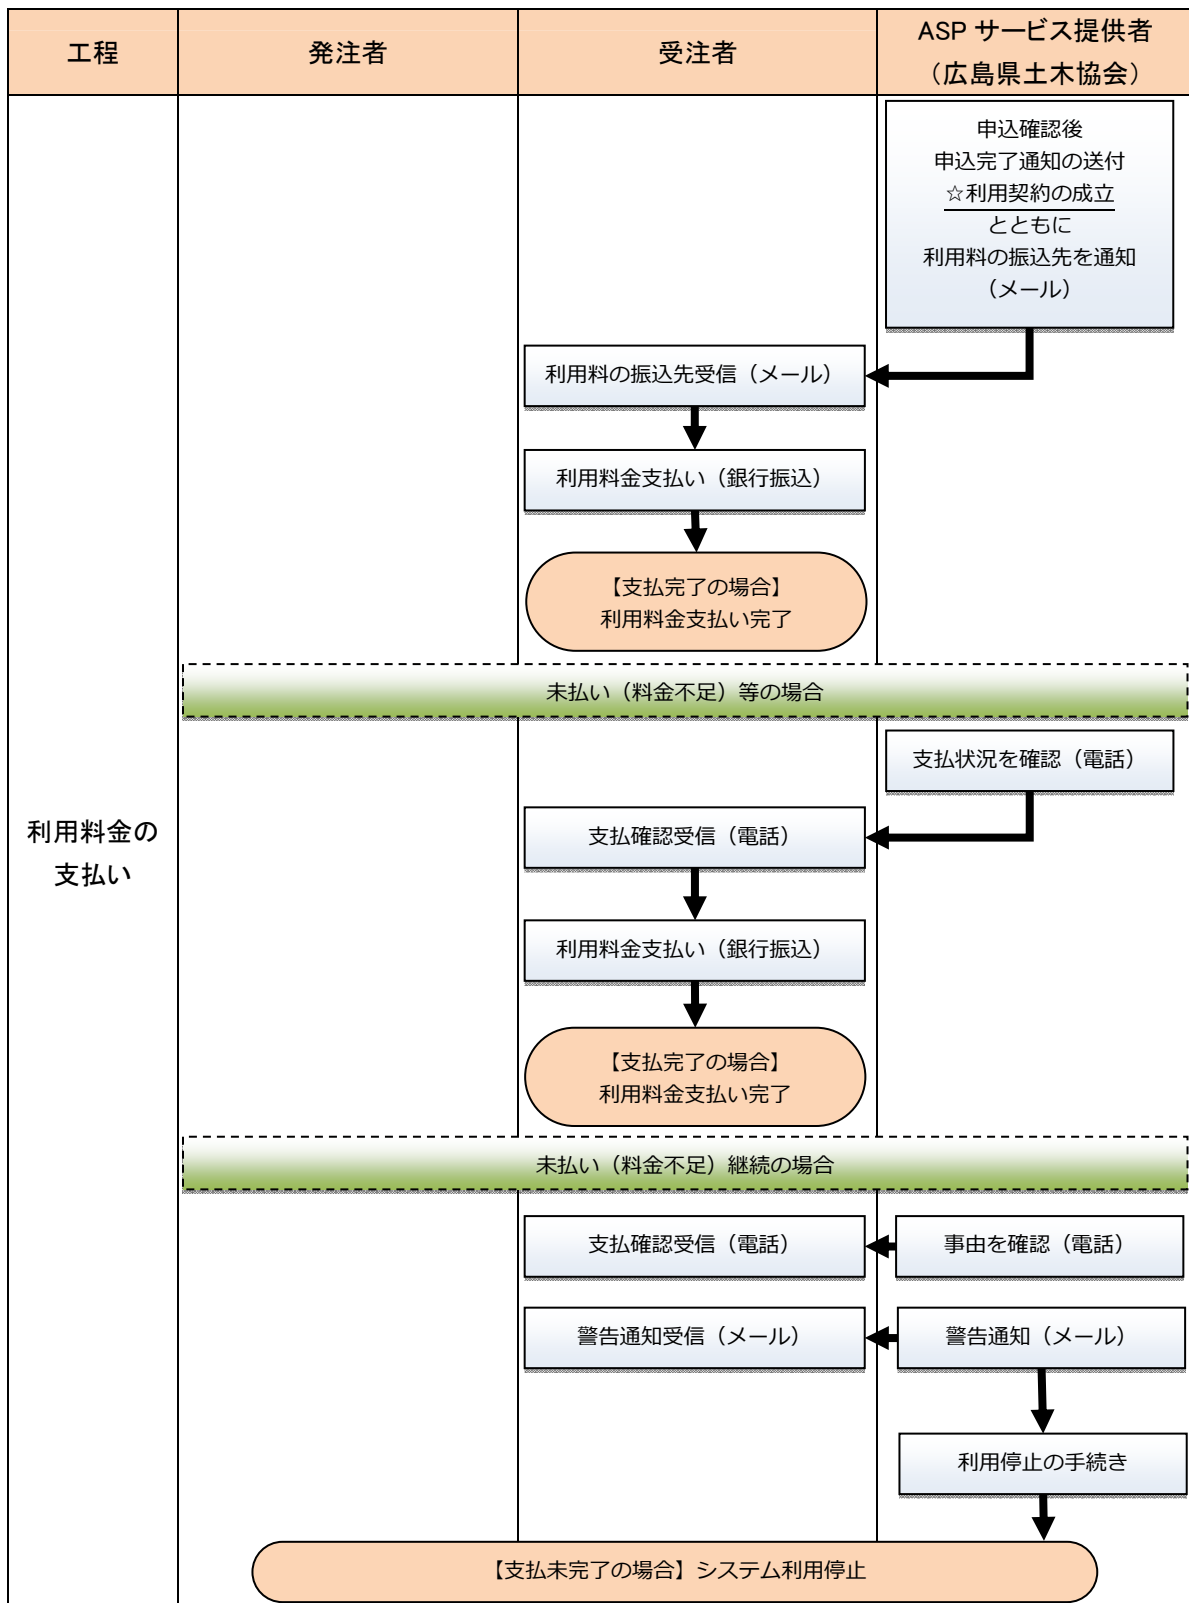 工程
発注者
受注者
ASP サービス提供者
（広島県土木協会）
利用料金の
支払い
申込確認後
申込完了通知の送付
☆利用契約の成立
とともに
利用料の振込先を通知
（メール）
利用料の振込先受信（メール）
利用料金支払い（銀行振込）
【支払完了の場合】
利用料金支払い完了
未払い（料金不足）等の場合
支払状況を確認（電話）
支払確認受信（電話）
利用料金支払い（銀行振込）
【支払完了の場合】
利用料金支払い完了
未払い（料金不足）継続の場合
支払確認受信（電話）
事由を確認（電話）
警告通知受信（メール）
警告通知（メール）
利用停止の手続き
【支払未完了の場合】システム利用停止